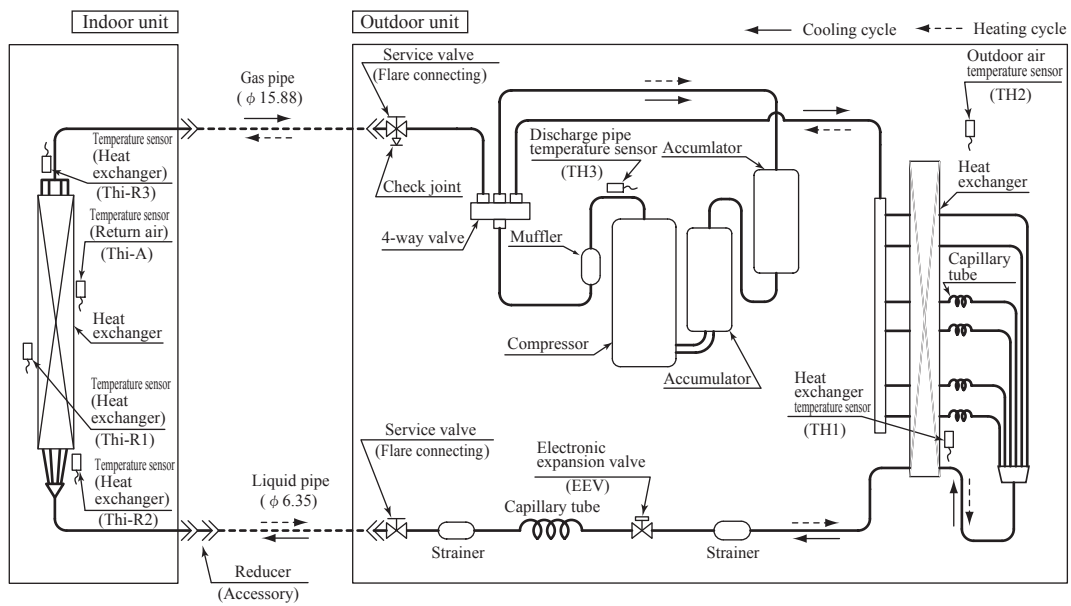 Indoor unit
Outdoor unit
Cooling cycle
Heating cycle
Gas pipe
( φ 15.88)
Service valve
(Flare connecting)
Check joint
4-way valve
Discharge pipe
temperature sensor
(TH3)
Muffler
Accumlator
Compressor
Accumulator
Outdoor air
temperature sensor
(TH2)
Heat
exchanger
Capillary
tube
Heat
exchanger
temperature sensor
(TH1)
Temperature sensor
(Heat
exchanger)
(Thi-R3)
Temperature sensor
(Return air)
(Thi-A)
Heat
exchanger
Temperature sensor
(Heat
exchanger)
(Thi-R1)
Temperature sensor
(Heat
exchanger)
(Thi-R2)
Liquid pipe
( φ 6.35)
Service valve
(Flare connecting)
Strainer
Capillary tube
Electronic
expansion valve
(EEV)
Strainer
Reducer
(Accessory)